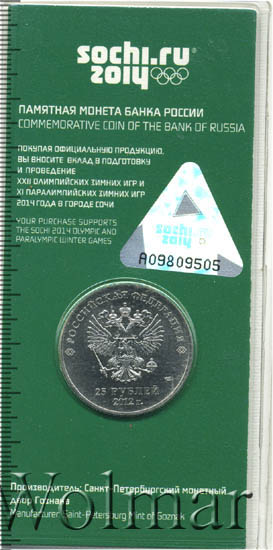 sochi.ru
2014
ПАМЯТНАЯ МОНЕТА БАНКА РОССИИ
COMMEMORATIVE COIN OF THE BANK OF RUSSIA
ПОКУПАЯ ОФИЦИАЛЬНУЮ ПРОДУКЦИЮ,
ВЫ ВНОСИТЕ ВКЛАД В ПОДГОТОВКУ
И ПРОВЕДЕНИЕ
XXII ОЛИМПИЙСКИХ ЗИМНИХ ИГР И
XI ПАРАЛИМПИЙСКИХ ЗИМНИХ ИГР
2014 ГОДА В ГОРОДЕ СОЧИ
YOUR PURCHASE SUPPORTS
THE SOCHI 2014 OLYMPIC AND
PARALYMPIC WINTER GAMES
sochi
2014
A09809505
РОССИЙСКАЯ ФЕДЕРАЦИЯ
25 РУБЛЕЙ
2012 г.
Производитель: Санкт-Петербургский монетный
двор Гознака
Manufacturer: Saint-Petersburg Mint of Goznak
Wolmar